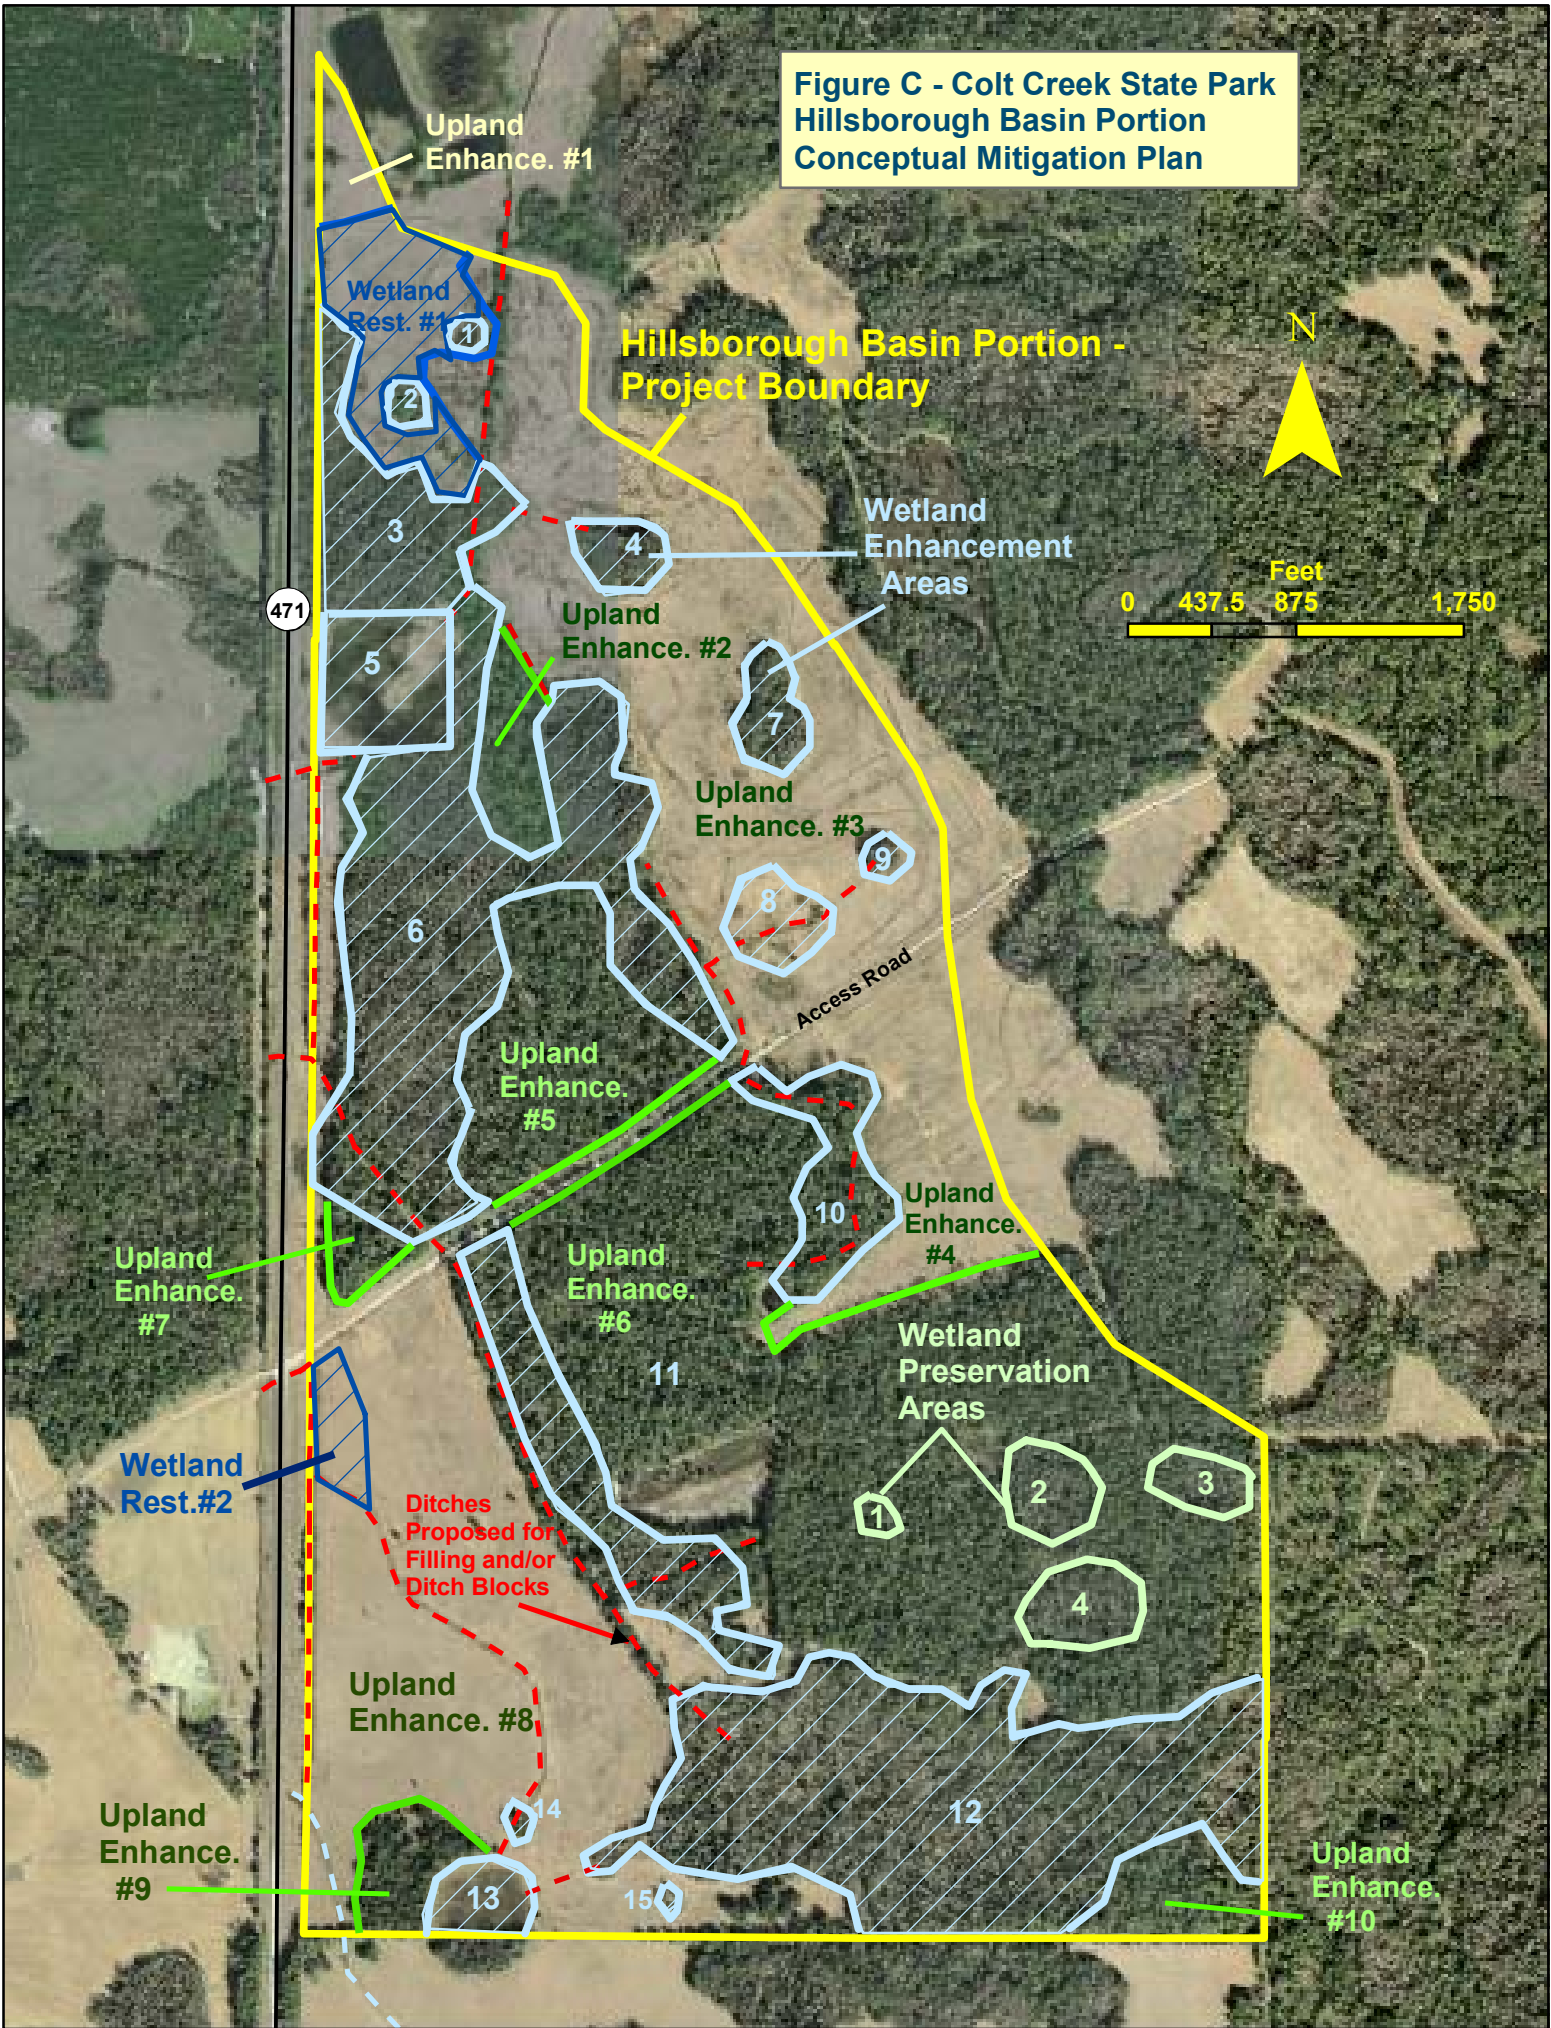 Figure C - Colt Creek State Park
Hillsborough Basin Portion
Conceptual Mitigation Plan
Upland
Enhance. #1
Wetland
Rest. #1
1
2
Hillsborough Basin Portion -
Project Boundary
N
Wetland
Enhancement
Areas
3
4
Feet
0 437.5 875 1,750
471
Upland
Enhance. #2
5
7
Upland
Enhance. #3
9
8
6
Access Road
Upland
Enhance.
#5
10
Upland
Enhance.
#4
Upland
Enhance.
#7
Upland
Enhance.
#6
11
Wetland
Preservation
Areas
1
2
3
4
Wetland
Rest.#2
Ditches
Proposed for
Filling and/or
Ditch Blocks
Upland
Enhance. #8
14
12
Upland
Enhance.
#9
13
15
Upland
Enhance.
#10